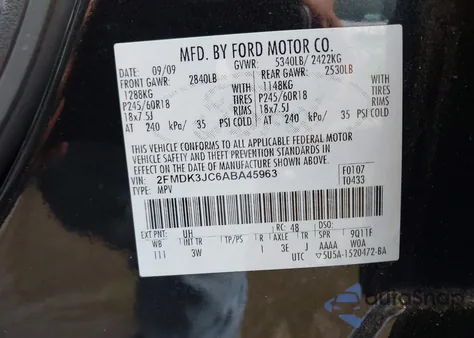 MFD. BY FORD MOTOR CO.
DATE: 09/09 GVWR: 5340LB/ 2422KG
FRONT GAWR: 2840LB REAR GAWR: 2530LB
1288KG 1148KG
P245/60R18 TIRES P245/60R18 TIRES
18x7.5J RIMS 18x7.5J RIMS
AT 240 kPa/ 35 PSI COLD AT 240 kPa/ 35 PSI COLD
THIS VEHICLE CONFORMS TO ALL APPLICABLE FEDERAL MOTOR
VEHICLE SAFETY AND THEFT PREVENTION STANDARDS IN
EFFECT ON THE DATE OF MANUFACTURE SHOWN ABOVE.
VIN: 2FMDK3JC6ABA45963 F0107
TYPE: MPV T0433
EXT PNT: UH RC: 48 DSO:
WB INT TR TP/PS R AXLE TR SPR 9Q11F
111 3W 1 3E J AAAA W0A
UTC ▽5U5A-1520472-BA
autosnap